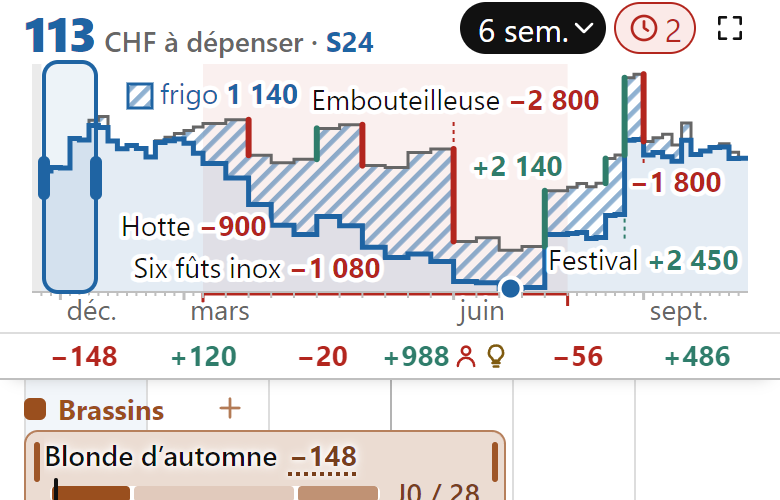 113 CHF à dépenser · S24
6 sem.
2
frigo 1 140
Embouteilleuse −2 800
+2 140
−1 800
Hotte −900
Six fûts inox −1 080
Festival +2 450
déc. mars juin sept.
−148 +120 −20 +988 −56 +486
Brassins +
Blonde d’automne −148
J0 / 28